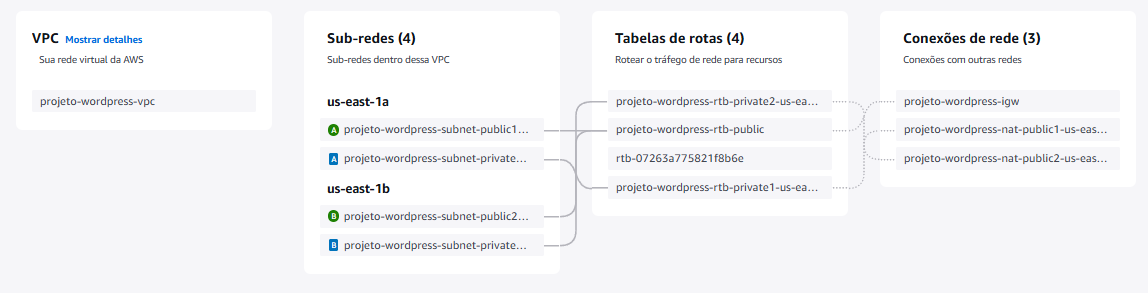 VPC Mostrar detalhes
Sua rede virtual da AWS
projeto-wordpress-vpc
Sub-redes (4)
Sub-redes dentro dessa VPC
us-east-1a
A projeto-wordpress-subnet-public1...
A projeto-wordpress-subnet-private...
us-east-1b
B projeto-wordpress-subnet-public2...
B projeto-wordpress-subnet-private...
Tabelas de rotas (4)
Rotear o tráfego de rede para recursos
projeto-wordpress-rtb-private2-us-ea...
projeto-wordpress-rtb-public
rtb-07263a775821f8b6e
projeto-wordpress-rtb-private1-us-ea...
Conexões de rede (3)
Conexões com outras redes
projeto-wordpress-igw
projeto-wordpress-nat-public1-us-eas...
projeto-wordpress-nat-public2-us-eas...